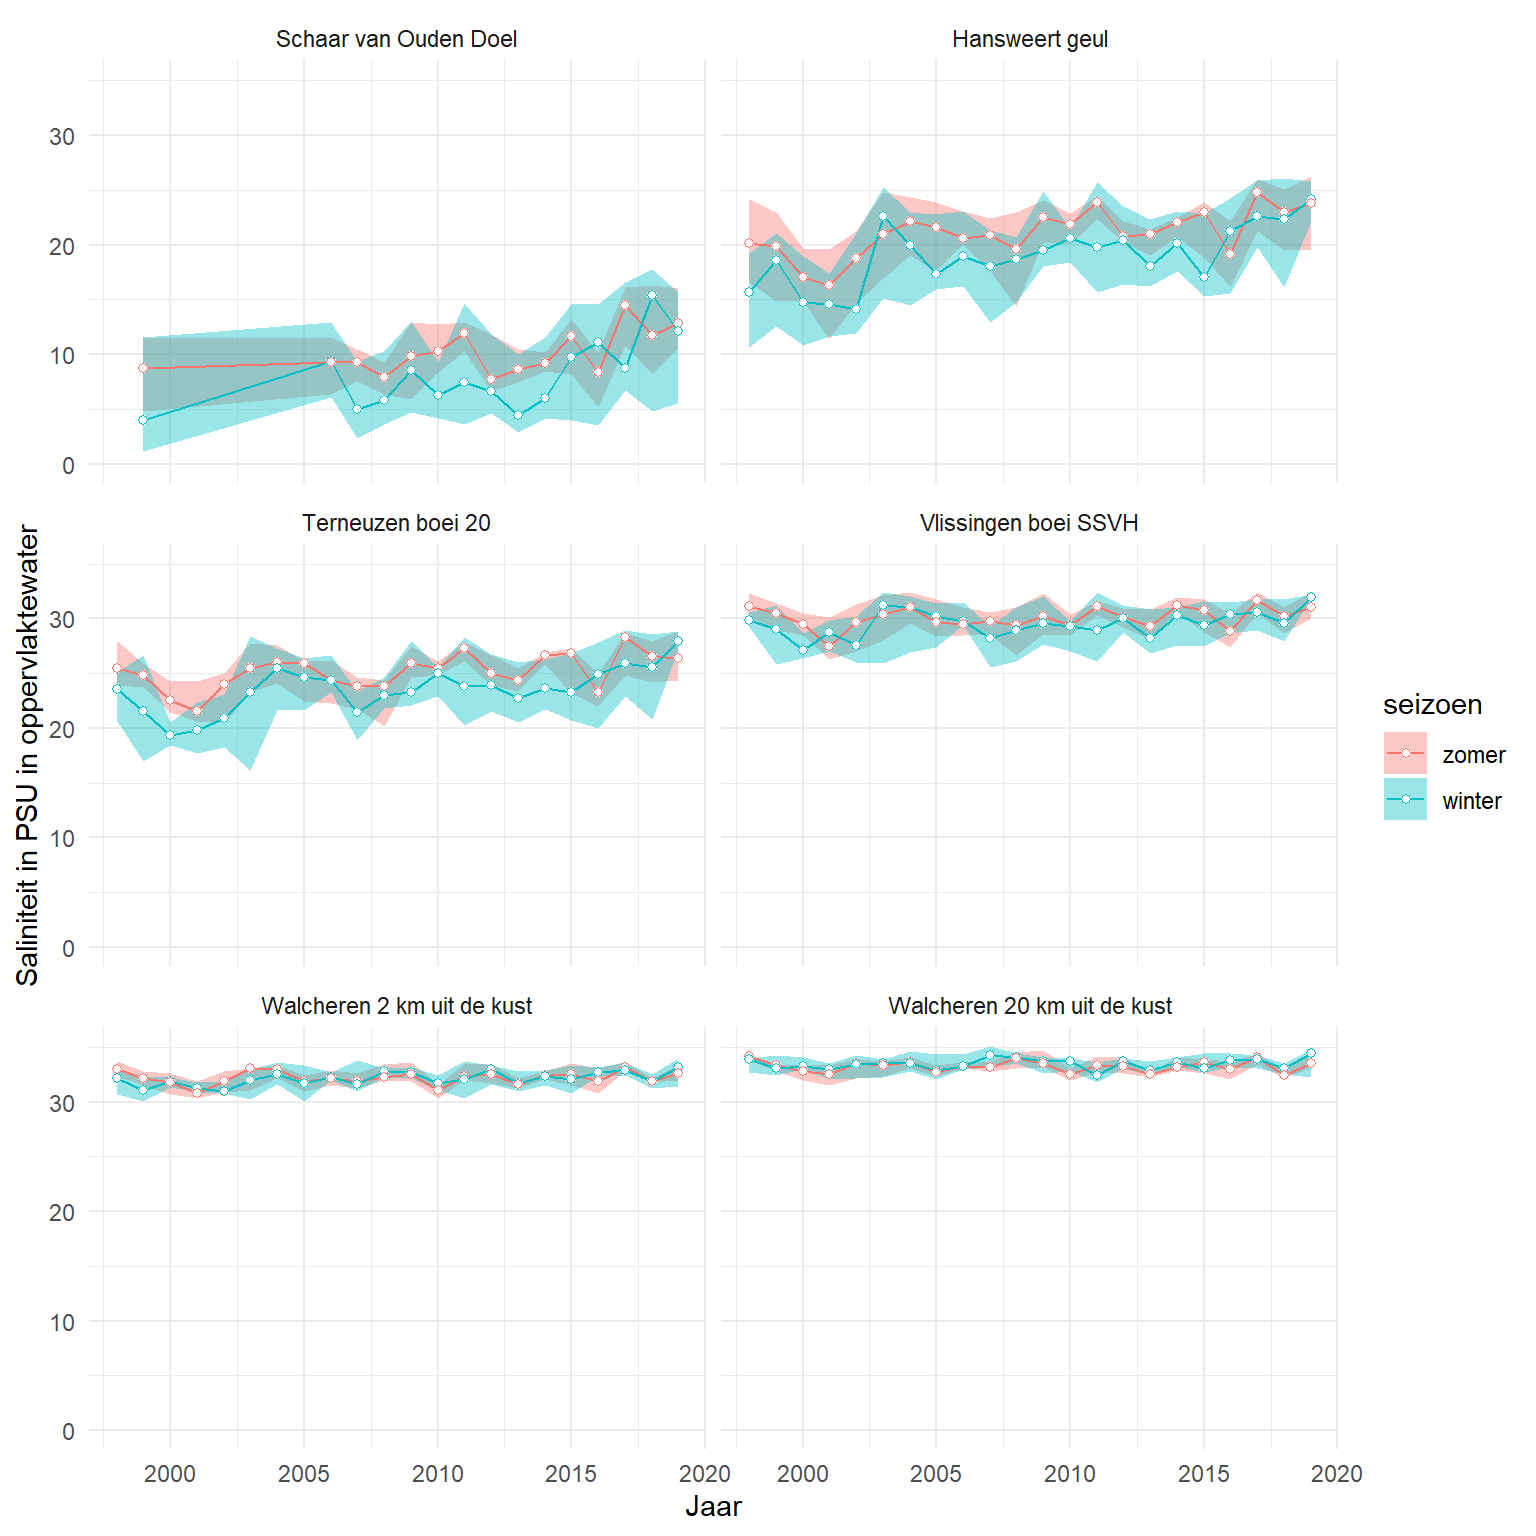 Schaar van Ouden Doel
Hansweert geul
30
20
10
0
Terneuzen boei 20
Vlissingen boei SSVH
30
20
10
0
Walcheren 2 km uit de kust
Walcheren 20 km uit de kust
30
20
10
0
2000 2005 2010 2015 2020
2000 2005 2010 2015 2020
Jaar
Saliniteit in PSU in oppervlaktewater
seizoen
zomer
winter